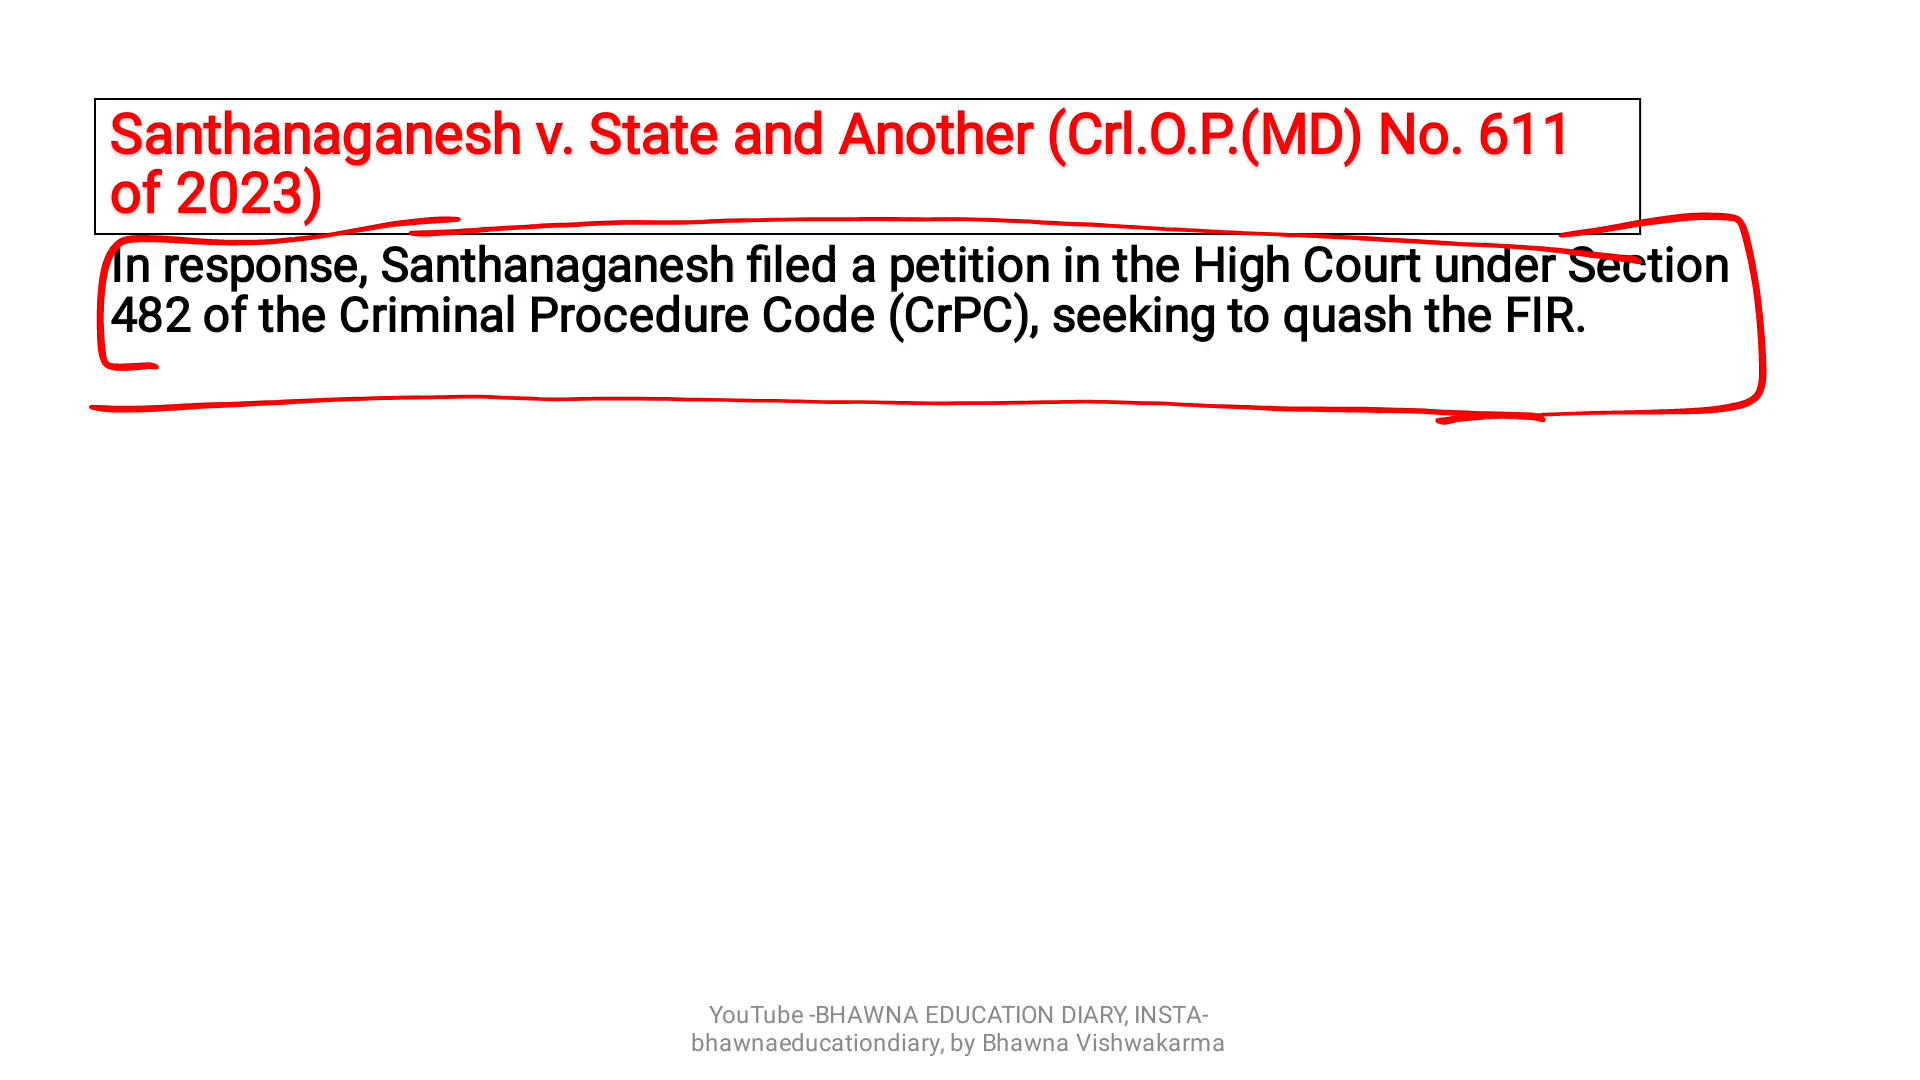 Santhanaganesh v. State and Another (Crl.O.P.(MD) No. 611
of 2023)
In response, Santhanaganesh filed a petition in the High Court under Section
482 of the Criminal Procedure Code (CrPC), seeking to quash the FIR.
YouTube -BHAWNA EDUCATION DIARY, INSTA-
bhawnaeducationdiary, by Bhawna Vishwakarma